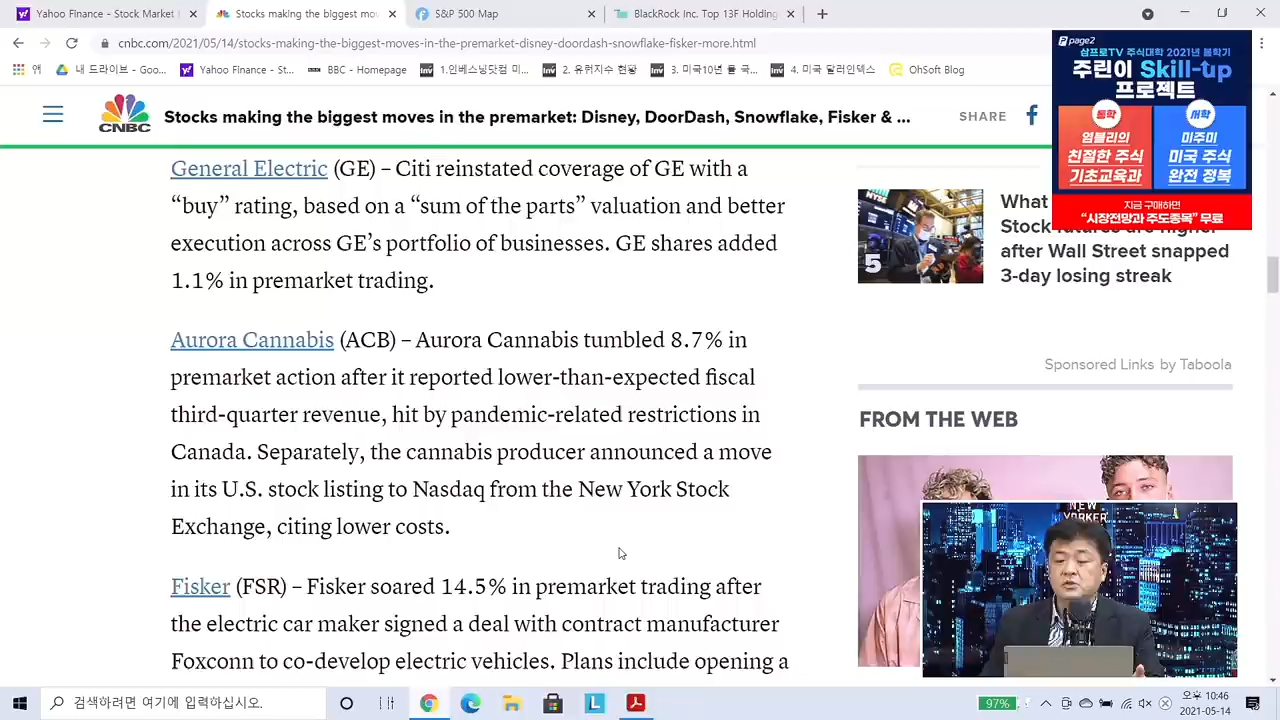 Yahoo Finance - Stock Market
Stocks making the biggest mov
S&P 500 Map
BlackRock Inc. Top 13F Holding
cnbc.com/2021/05/14/stocks-making-the-biggest-moves-in-the-premarket-disney-doordash-snowflake-fisker-more.html
앱
내 드라이브 - Goo...
Yahoo Finance - St...
BBC - Homepage
1.인베스팅닷컴 미...
2. 유헌지수 현황
3. 미국10년 물 국...
4. 미국 달러인덱스
OhSoft Blog
CNBC
Stocks making the biggest moves in the premarket: Disney, DoorDash, Snowflake, Fisker & ...
SHARE
General Electric (GE) – Citi reinstated coverage of GE with a
“buy” rating, based on a “sum of the parts” valuation and better
execution across GE’s portfolio of businesses. GE shares added
1.1% in premarket trading.
Aurora Cannabis (ACB) – Aurora Cannabis tumbled 8.7% in
premarket action after it reported lower-than-expected fiscal
third-quarter revenue, hit by pandemic-related restrictions in
Canada. Separately, the cannabis producer announced a move
in its U.S. stock listing to Nasdaq from the New York Stock
Exchange, citing lower costs.
Fisker (FSR) – Fisker soared 14.5% in premarket trading after
the electric car maker signed a deal with contract manufacturer
Foxconn to co-develop electric vehicles. Plans include opening a
page2
삼프로TV 주식대학 2021년 봄학기
주린이 Skill-up
프로젝트
동학
염블리의
친절한 주식
기초교육과
서학
미주미
미국 주식
완전 정복
지금 구매하면
“시장전망과 주도종목” 무료
5
What
Stock futures are higher
after Wall Street snapped
3-day losing streak
Sponsored Links by Taboola
FROM THE WEB
NEW
YORKER
검색하려면 여기에 입력하십시오.
97%
오후 10:46
2021-05-14